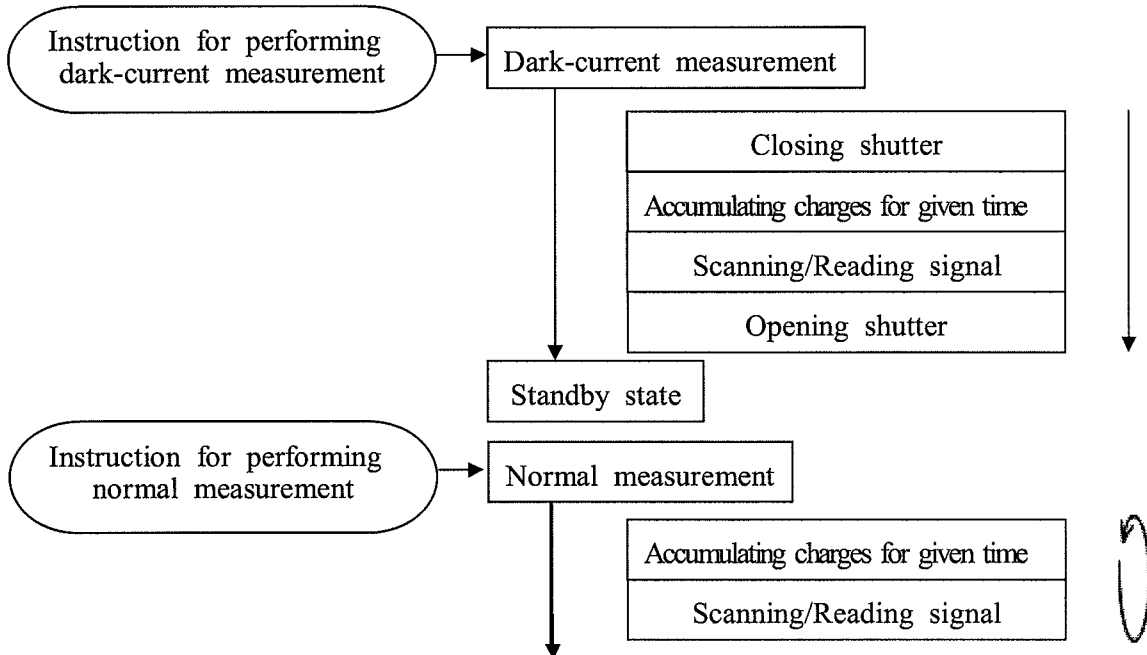 Instruction for performing
dark-current measurement
Dark-current measurement
Closing shutter
Accumulating charges for given time
Scanning/Reading signal
Opening shutter
Standby state
Instruction for performing
normal measurement
Normal measurement
Accumulating charges for given time
Scanning/Reading signal